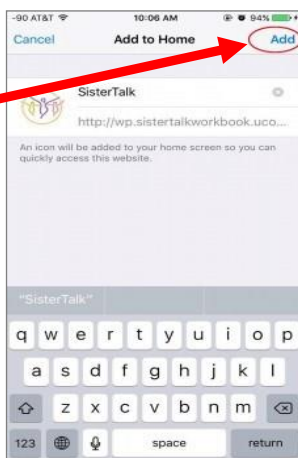 -90 AT&T 10:06 AM 94%
Cancel Add to Home Add
SisterTalk
http://wp.sistertalkworkbook.uco...
An icon will be added to your home screen so you can
quickly access this website.
"SisterTalk"
q w e r t y u i o p
a s d f g h j k l
z x c v b n m
123 space return